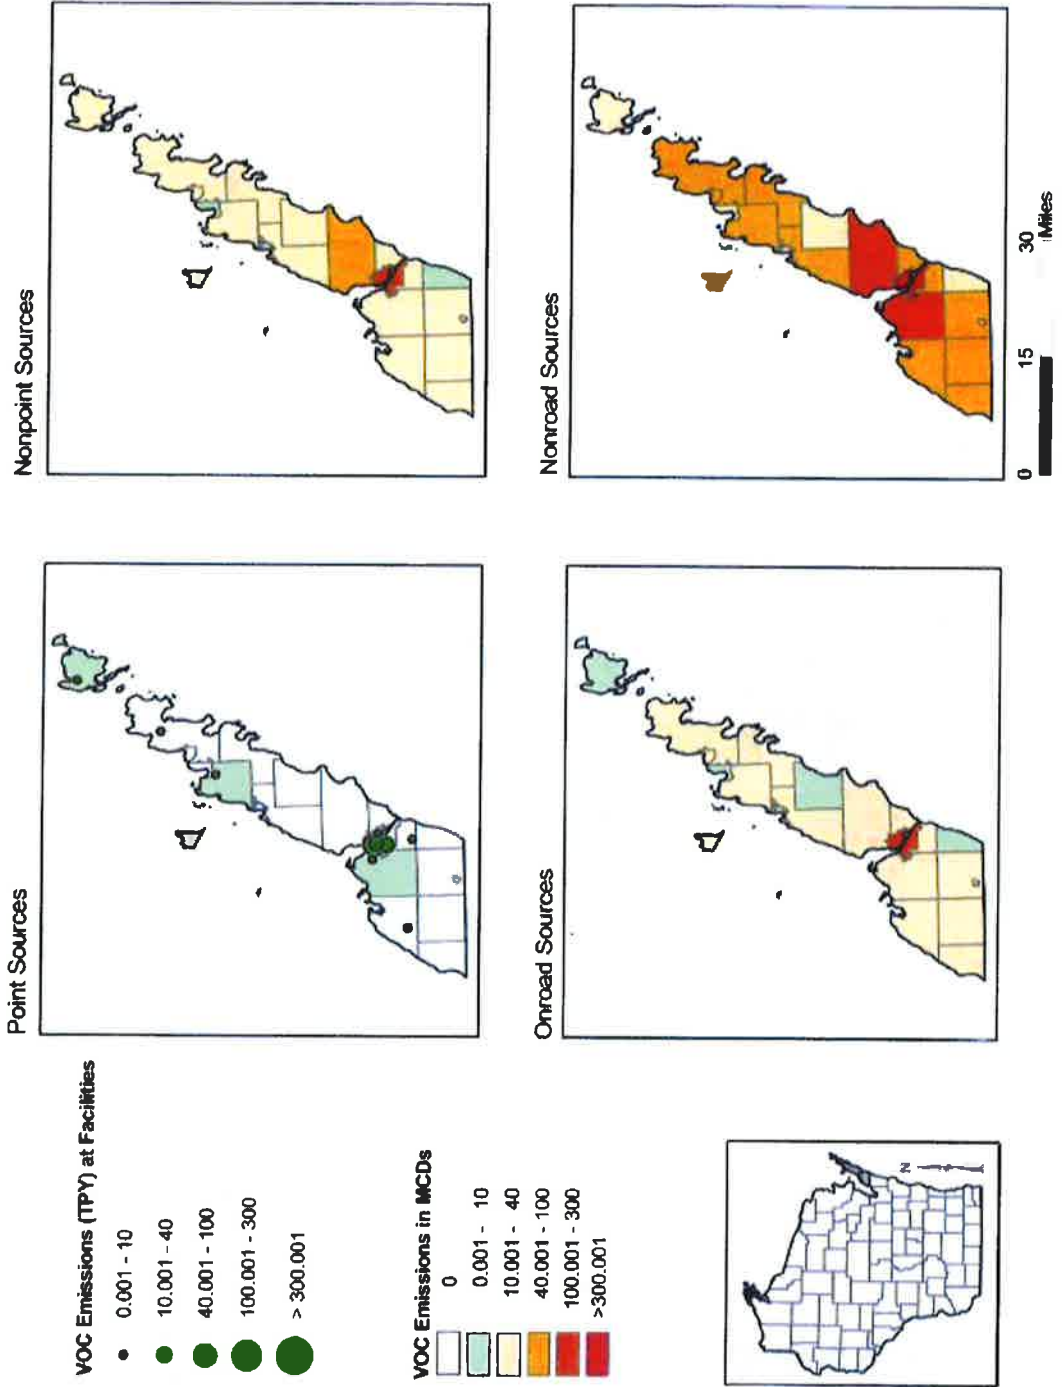 Point Sources
Nonpoint Sources
VOC Emissions (TPY) at Facilities
0.001 - 10
10.001 - 40
40.001 - 100
100.001 - 300
> 300.001
VOC Emissions in MCDs
0
0.001 - 10
10.001 - 40
40.001 - 100
100.001 - 300
>300.001
Onroad Sources
Nonroad Sources
N
0 15 30
Miles